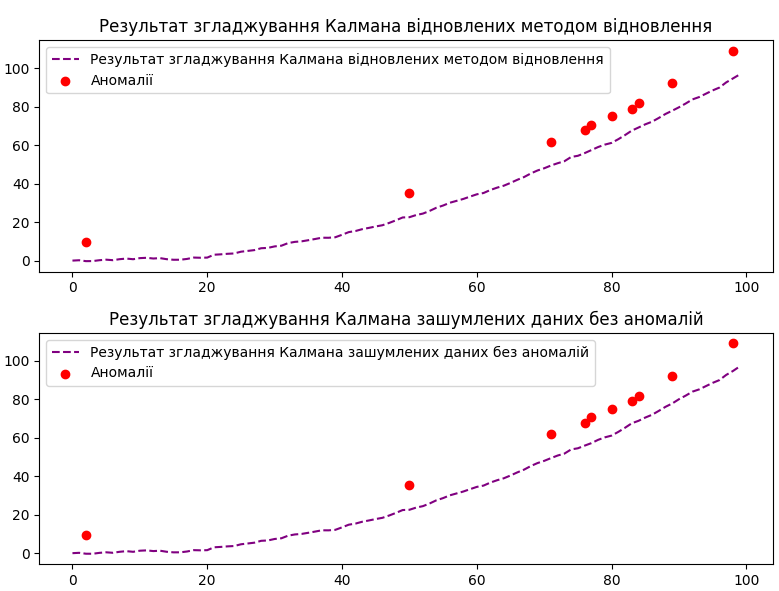 Результат згладжування Калмана відновлених методом відновлення
Результат згладжування Калмана відновлених методом відновлення
Аномалії
100
80
60
40
20
0
0 20 40 60 80 100
Результат згладжування Калмана зашумлених даних без аномалій
Результат згладжування Калмана зашумлених даних без аномалій
Аномалії
100
80
60
40
20
0
0 20 40 60 80 100